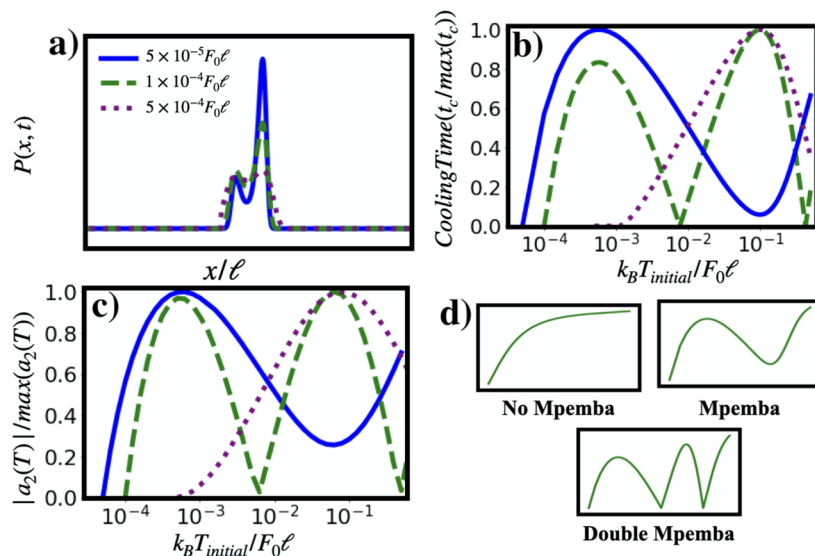 a)
5 × 10⁻⁵F₀ℓ
1 × 10⁻⁴F₀ℓ
5 × 10⁻⁴F₀ℓ
P(x, t)
x/ℓ
b)
CoolingTime(t_c/max(t_c))
1.0
0.8
0.6
0.4
0.2
0.0
10⁻⁴
10⁻³
10⁻²
10⁻¹
k_BT_initial/F₀ℓ
c)
|a₂(T)|/max(a₂(T))
1.0
0.8
0.6
0.4
0.2
0.0
10⁻⁴
10⁻³
10⁻²
10⁻¹
k_BT_initial/F₀ℓ
d)
No Mpemba
Mpemba
Double Mpemba